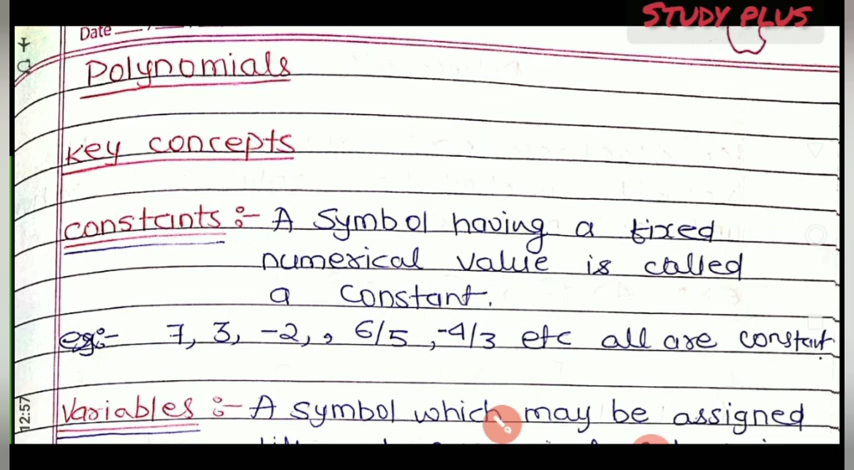 STUDY PLUS
Date
Polynomials
Key concepts
constants :- A symbol having a fixed
numerical value is called
a constant.
eg:- 7, 3, -2, , 6/5, -4/3 etc all are constant.
Variables :- A symbol which may be assigned
12:57